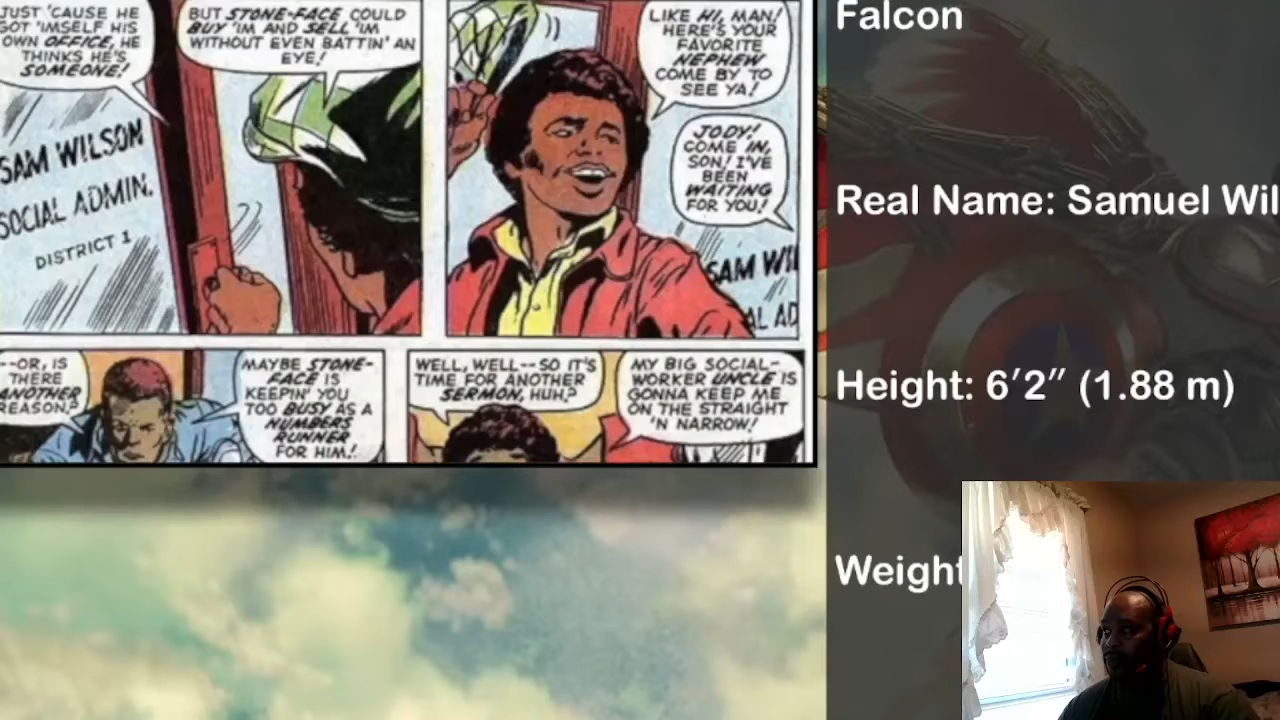 JUST 'CAUSE HE
GOT 'IMSELF HIS
OWN OFFICE, HE
THINKS HE'S
SOMEONE!
BUT STONE-FACE COULD
BUY 'IM AND SELL 'IM
WITHOUT EVEN BATTIN' AN
EYE!
SAM WILSON
SOCIAL ADMIN.
DISTRICT 1
LIKE HI, MAN!
HERE'S YOUR
FAVORITE
NEPHEW
COME BY TO
SEE YA!
JODY!
COME IN,
SON! I'VE
BEEN
WAITING
FOR YOU!
SAM WIL
AL AD
--OR, IS
THERE
ANOTHER
REASON?
MAYBE STONE-
FACE IS
KEEPIN' YOU
TOO BUSY AS A
NUMBERS
RUNNER
FOR HIM!
WELL, WELL--SO IT'S
TIME FOR ANOTHER
SERMON, HUH?
MY BIG SOCIAL-
WORKER UNCLE IS
GONNA KEEP ME
ON THE STRAIGHT
'N NARROW!
Falcon
Real Name: Samuel Wil
Height: 6′2″ (1.88 m)
Weight